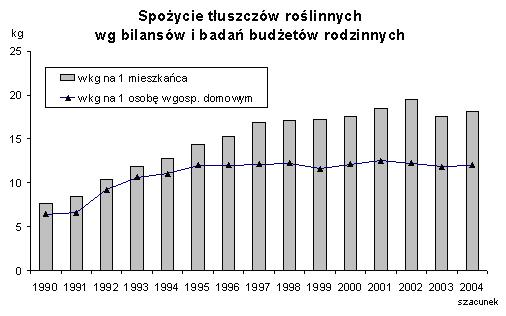 Spożycie tłuszczów roślinnych
wg bilansów i badań budżetów rodzinnych
kg
25
w kg na 1 mieszkańca
w kg na 1 osobę w gosp. domowym
20
15
10
5
0
1990 1991 1992 1993 1994 1995 1996 1997 1998 1999 2000 2001 2002 2003 2004
szacunek